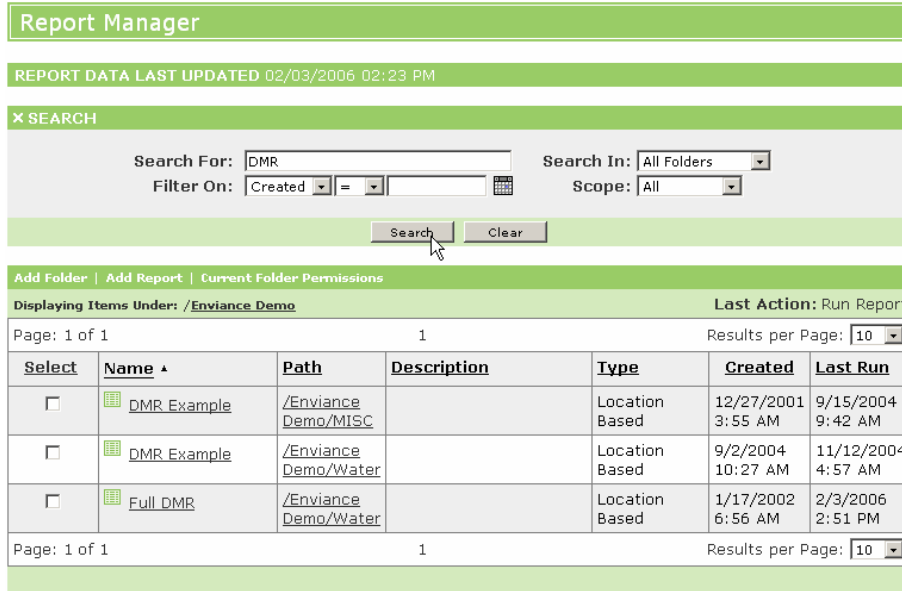 Report Manager
REPORT DATA LAST UPDATED 02/03/2006 02:23 PM
× SEARCH
Search For: DMR Search In: All Folders
Filter On: Created = Scope: All
Search Clear
Add Folder | Add Report | Current Folder Permissions
Displaying Items Under: /Enviance Demo Last Action: Run Repor
Page: 1 of 1 1 Results per Page: 10
Select Name Path Description Type Created Last Run
DMR Example /Enviance Location 12/27/2001 9/15/2004
Demo/MISC Based 3:55 AM 9:42 AM
DMR Example /Enviance Location 9/2/2004 11/12/2004
Demo/Water Based 10:27 AM 4:57 AM
Full DMR /Enviance Location 1/17/2002 2/3/2006
Demo/Water Based 6:56 AM 2:51 PM
Page: 1 of 1 1 Results per Page: 10